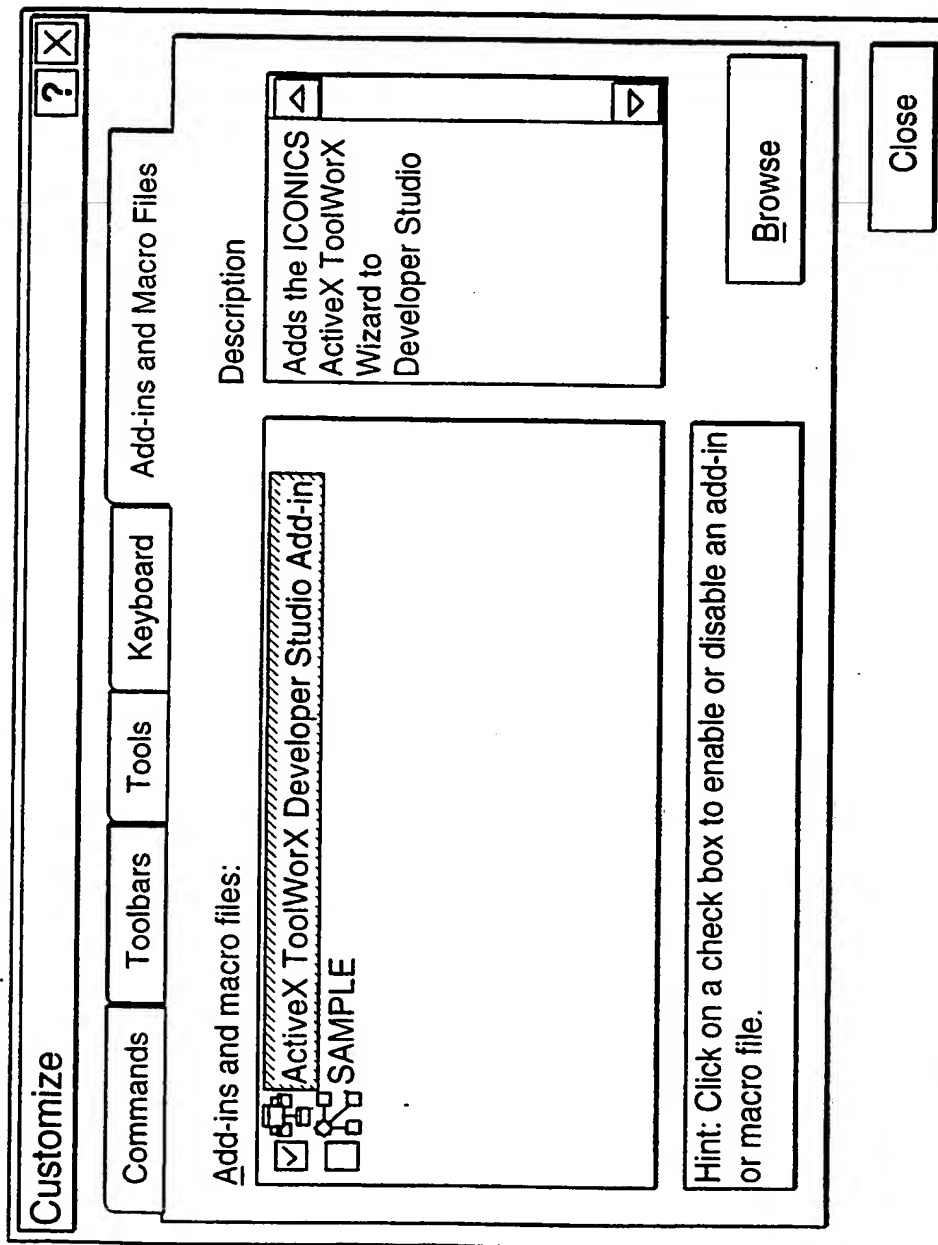 Customize
? X
Commands Toolbars Tools Keyboard Add-ins and Macro Files
Add-ins and macro files:
ActiveX ToolWorX Developer Studio Add-in
SAMPLE
Description
Adds the ICONICS
ActiveX ToolWorX
Wizard to
Developer Studio
Hint: Click on a check box to enable or disable an add-in
or macro file.
Browse
Close